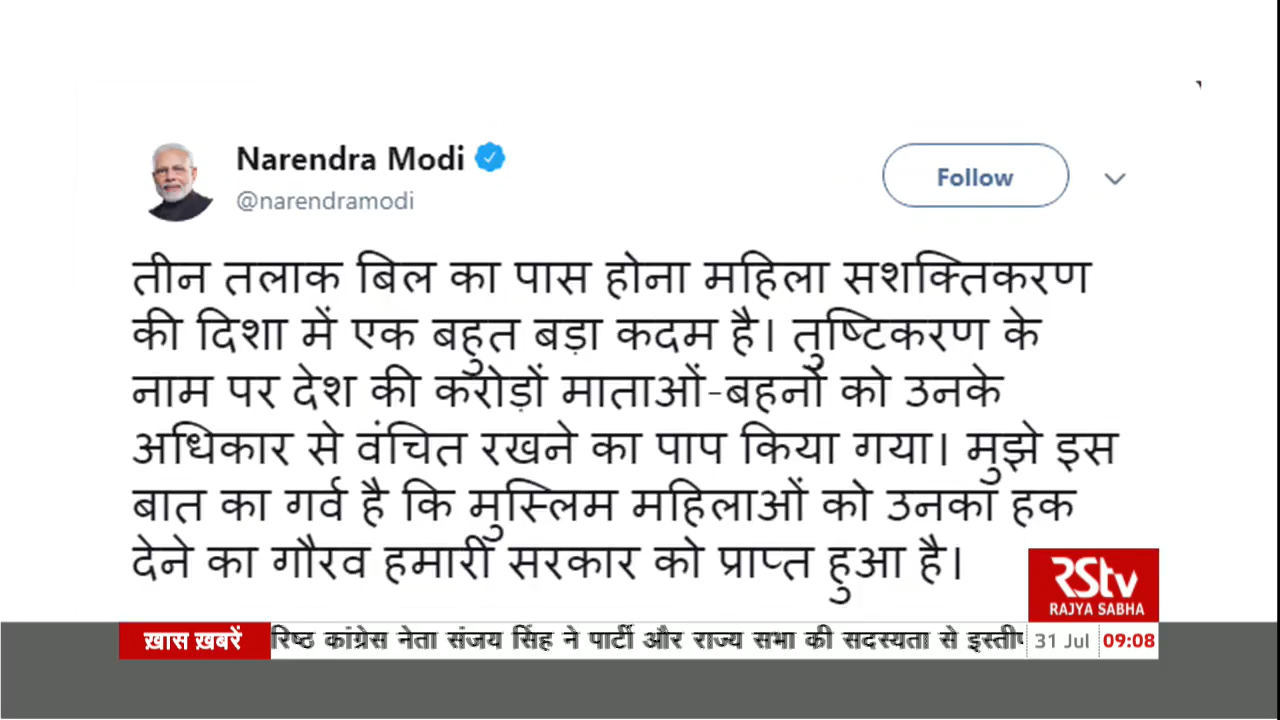 Narendra Modi
@narendramodi
Follow
तीन तलाक बिल का पास होना महिला सशक्तिकरण
की दिशा में एक बहुत बड़ा कदम है। तुष्टिकरण के
नाम पर देश की करोड़ों माताओं-बहनों को उनके
अधिकार से वंचित रखने का पाप किया गया। मुझे इस
बात का गर्व है कि मुस्लिम महिलाओं को उनका हक
देने का गौरव हमारी सरकार को प्राप्त हुआ है।
RStv
RAJYA SABHA
ख़ास ख़बरें
कांग्रेस नेता संजय सिंह ने पार्टी और राज्य सभा की सदस्यता से
31 Jul
09:08